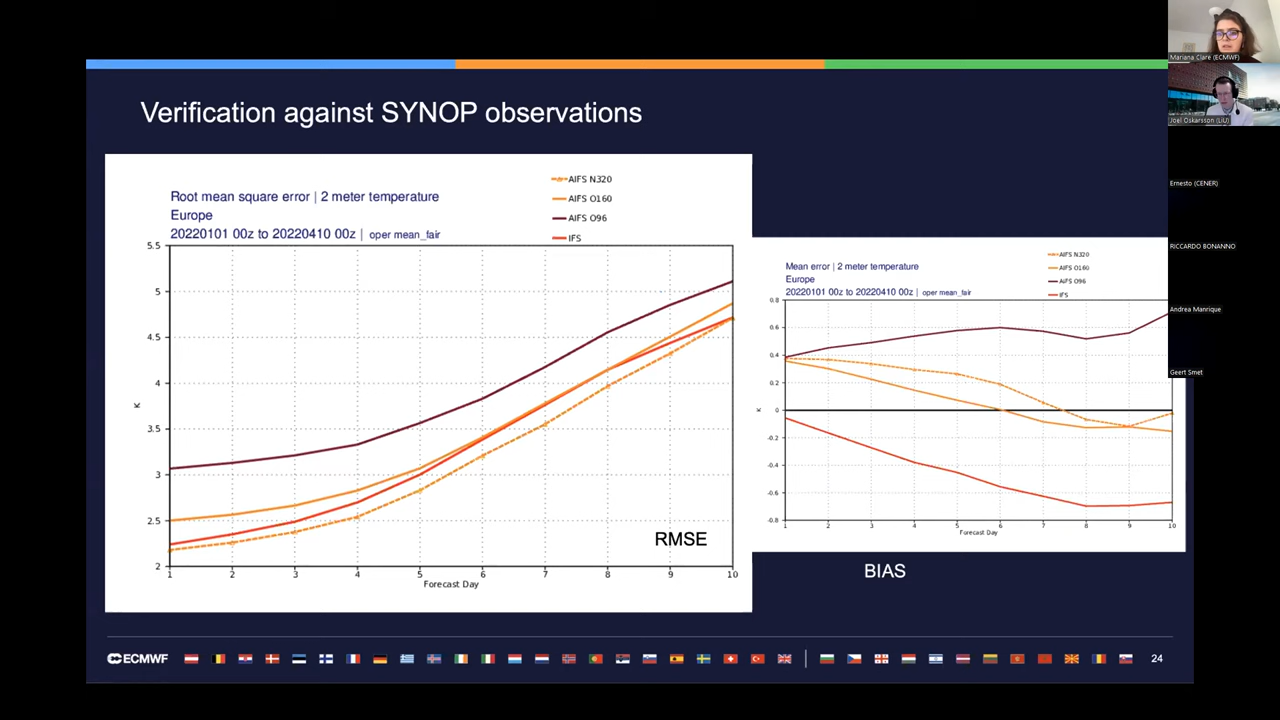 Verification against SYNOP observations
Root mean square error | 2 meter temperature
Europe
20220101 00z to 20220410 00z | oper mean_fair
AIFS N320
AIFS O160
AIFS O96
IFS
5.5
5
4.5
4
3.5
3
2.5
2
K
1 2 3 4 5 6 7 8 9 10
Forecast Day
RMSE
Mean error | 2 meter temperature
Europe
20220101 00z to 20220410 00z | oper mean_fair
AIFS N320
AIFS O160
AIFS O96
IFS
0.8
0.6
0.4
0.2
0
-0.2
-0.4
-0.6
-0.8
K
1 2 3 4 5 6 7 8 9 10
Forecast Day
BIAS
ECMWF
24
Mariana Clare (ECMWF)
Joel Oskarsson (LiU)
Ernesto (CENER)
RICCARDO BONANNO
Andrea Manrique
Geert Smet